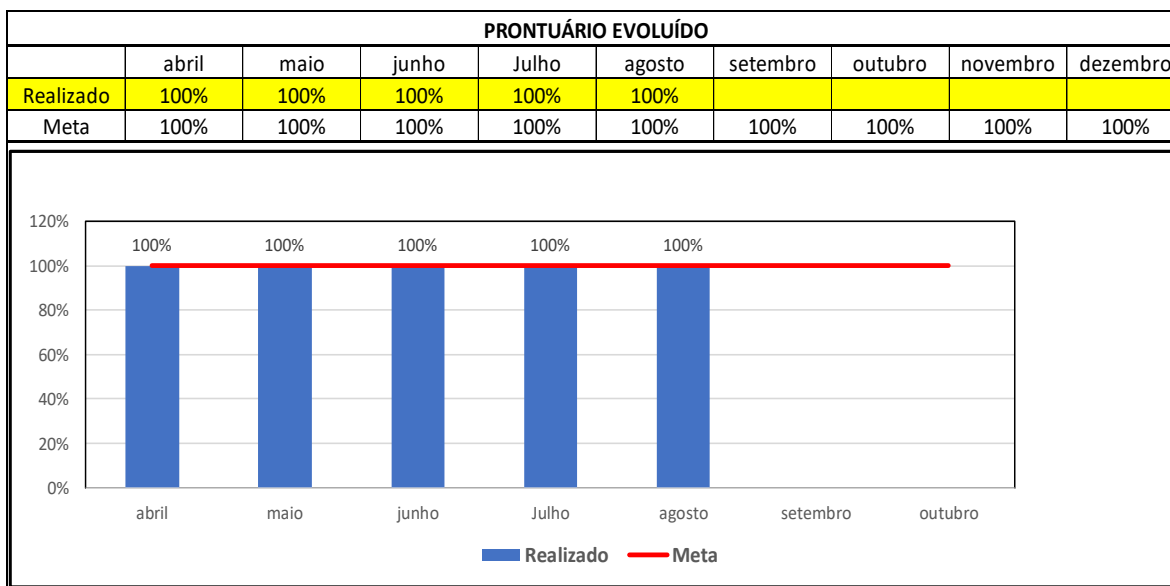 PRONTUÁRIO EVOLUÍDO
abril maio junho Julho agosto setembro outubro novembro dezembro
Realizado 100% 100% 100% 100% 100%
Meta 100% 100% 100% 100% 100% 100% 100% 100% 100%
120%
100% 100% 100% 100% 100%
100%
80%
60%
40%
20%
0%
abril maio junho Julho agosto setembro outubro
Realizado Meta